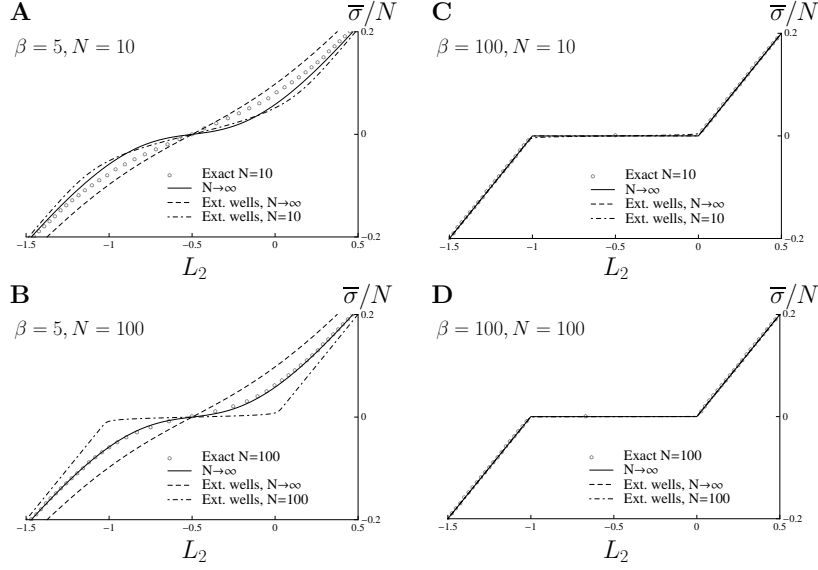 A
σ̅/N
β = 5, N = 10
0.2
0
−0.2
Exact N=10
N→∞
Ext. wells, N→∞
Ext. wells, N=10
−1.5
−1
−0.5
0
0.5
L₂
C
σ̅/N
β = 100, N = 10
0.2
0
−0.2
Exact N=10
N→∞
Ext. wells, N→∞
Ext. wells, N=10
−1.5
−1
−0.5
0
0.5
L₂
B
σ̅/N
β = 5, N = 100
0.2
0
−0.2
Exact N=100
N→∞
Ext. wells, N→∞
Ext. wells, N=100
−1.5
−1
−0.5
0
0.5
L₂
D
σ̅/N
β = 100, N = 100
0.2
0
−0.2
Exact N=100
N→∞
Ext. wells, N→∞
Ext. wells, N=100
−1.5
−1
−0.5
0
0.5
L₂